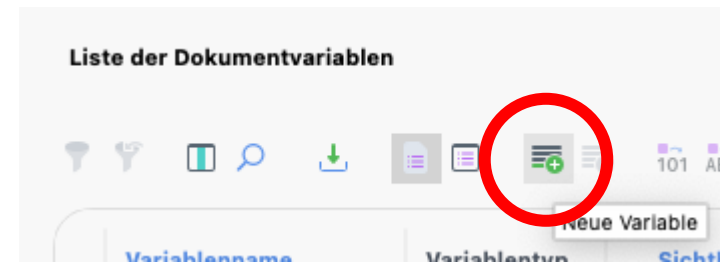 Liste der Dokumentvariablen
101
Neue Variable
Variablenname
Variablentyp